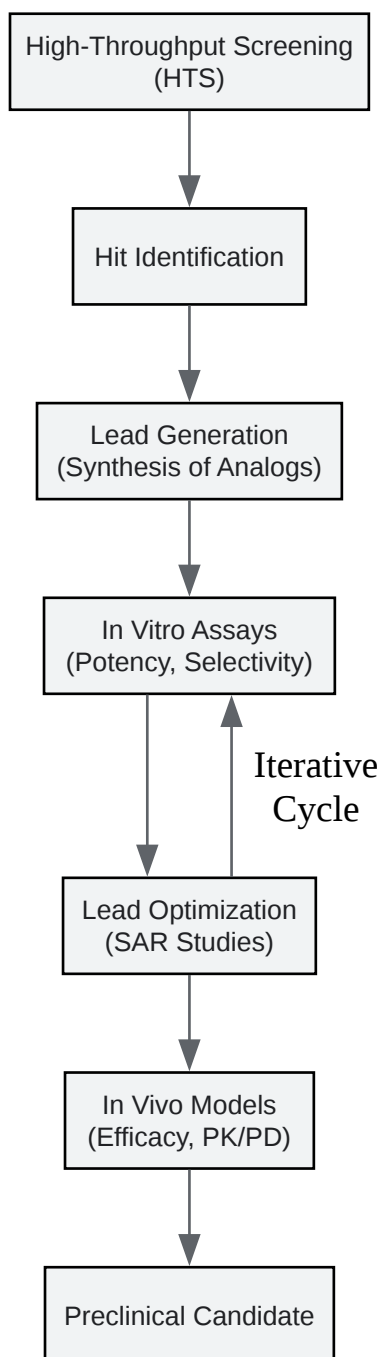 High-Throughput Screening
(HTS)
Hit Identification
Lead Generation
(Synthesis of Analogs)
In Vitro Assays
(Potency, Selectivity)
Iterative
Cycle
Lead Optimization
(SAR Studies)
In Vivo Models
(Efficacy, PK/PD)
Preclinical Candidate